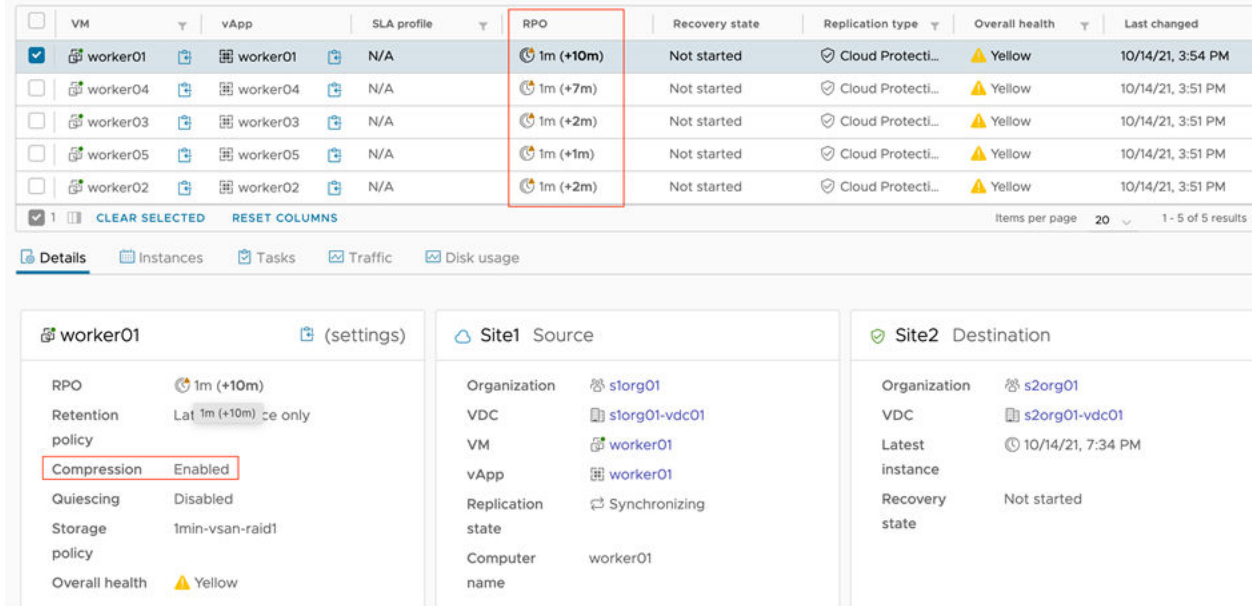 VM vApp SLA profile RPO Recovery state Replication type Overall health Last changed
worker01 worker01 N/A 1m (+10m) Not started Cloud Protecti... Yellow 10/14/21, 3:54 PM
worker04 worker04 N/A 1m (+7m) Not started Cloud Protecti... Yellow 10/14/21, 3:51 PM
worker03 worker03 N/A 1m (+2m) Not started Cloud Protecti... Yellow 10/14/21, 3:51 PM
worker05 worker05 N/A 1m (+1m) Not started Cloud Protecti... Yellow 10/14/21, 3:51 PM
worker02 worker02 N/A 1m (+2m) Not started Cloud Protecti... Yellow 10/14/21, 3:51 PM
1 CLEAR SELECTED RESET COLUMNS Items per page 20 1 - 5 of 5 results
Details Instances Tasks Traffic Disk usage
worker01 (settings)
RPO 1m (+10m)
Retention policy Lat 1m (+10m) ce only
Compression Enabled
Quiescing Disabled
Storage policy 1min-vsan-raid1
Overall health Yellow
Site1 Source
Organization s1org01
VDC s1org01-vdc01
VM worker01
vApp worker01
Replication state Synchronizing
Computer name worker01
Site2 Destination
Organization s2org01
VDC s2org01-vdc01
Latest instance 10/14/21, 7:34 PM
Recovery state Not started